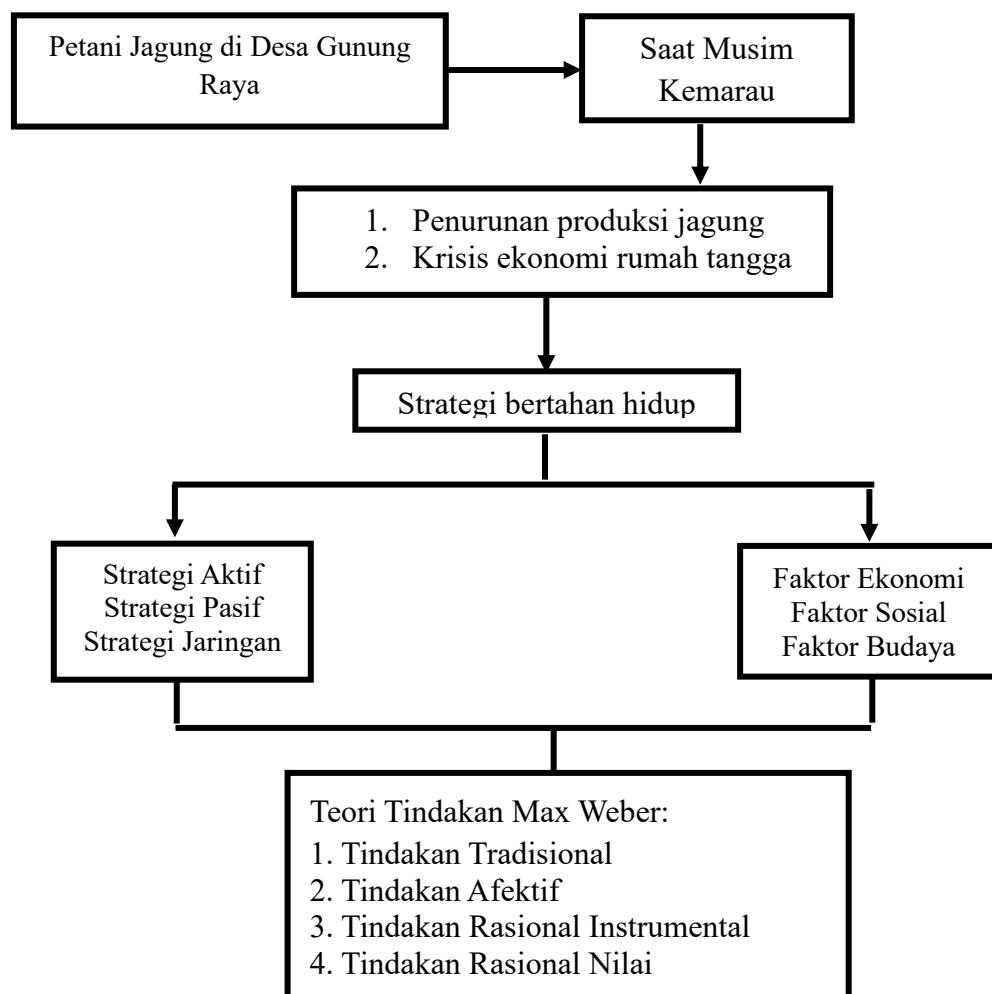 Petani Jagung di Desa Gunung
Raya
Saat Musim
Kemarau
1. Penurunan produksi jagung
2. Krisis ekonomi rumah tangga
Strategi bertahan hidup
Strategi Aktif
Strategi Pasif
Strategi Jaringan
Faktor Ekonomi
Faktor Sosial
Faktor Budaya
Teori Tindakan Max Weber:
1. Tindakan Tradisional
2. Tindakan Afektif
3. Tindakan Rasional Instrumental
4. Tindakan Rasional Nilai